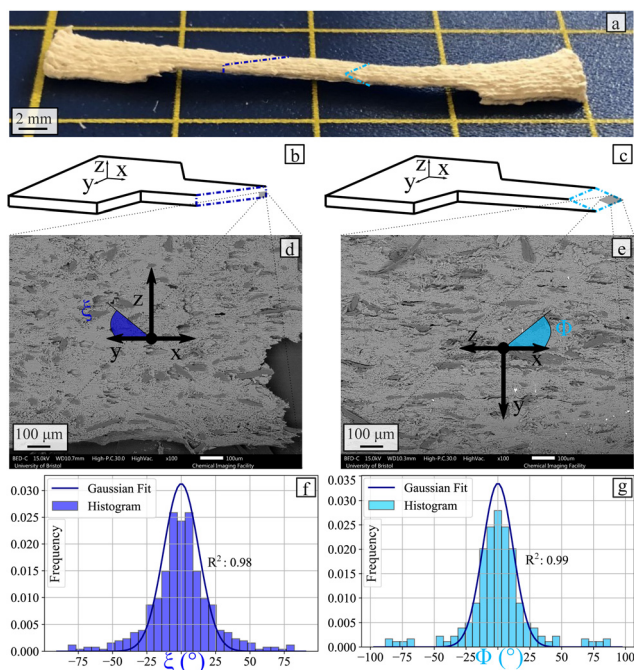 a
2 mm
b
z
x
y
c
z
x
y
d
ξ
z
y
x
100 µm
BED-C 15.0kV WD10.7mm High-P.C.30.0 HighVac. x100 100µm
University of Bristol Chemical Imaging Facility
e
Φ
z
x
y
100 µm
BED-C 15.0kV WD10.3mm High-P.C.30.0 HighVac. x100 100µm
University of Bristol Chemical Imaging Facility
f
Gaussian Fit
Histogram
R²: 0.98
Frequency
0.030
0.025
0.020
0.015
0.010
0.005
0.000
-75 -50 -25 0 25 50 75
ξ (°)
g
Gaussian Fit
Histogram
R²: 0.99
Frequency
0.035
0.030
0.025
0.020
0.015
0.010
0.005
0.000
-100 -75 -50 -25 0 25 50 75
Φ (°)